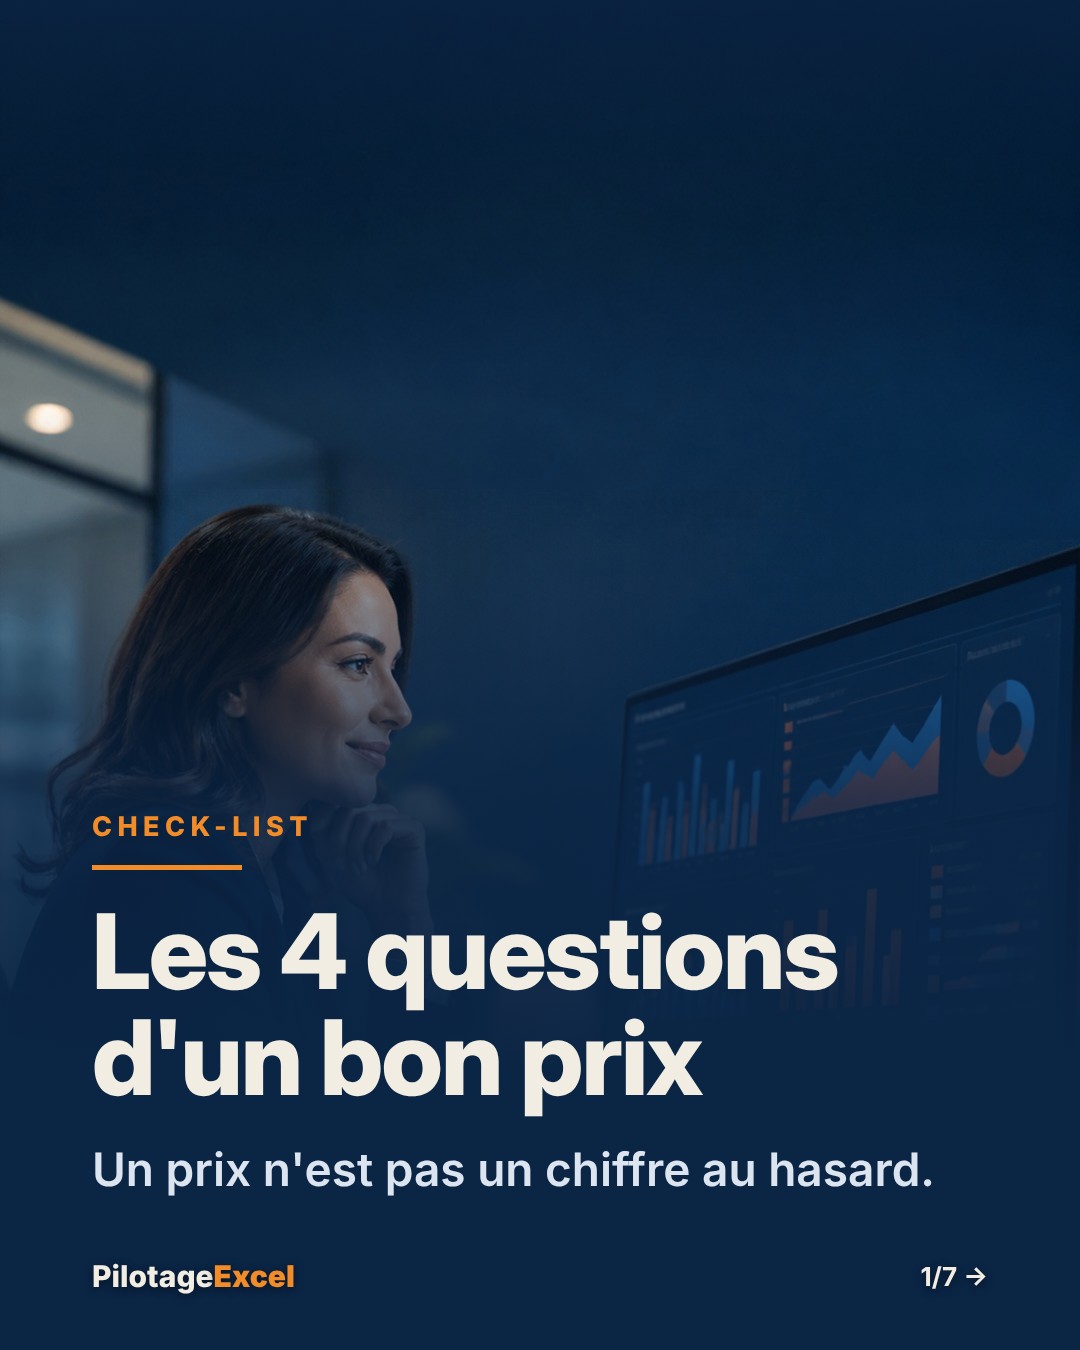 CHECK-LIST
Les 4 questions
d'un bon prix
Un prix n'est pas un chiffre au hasard.
PilotageExcel
1/7 →